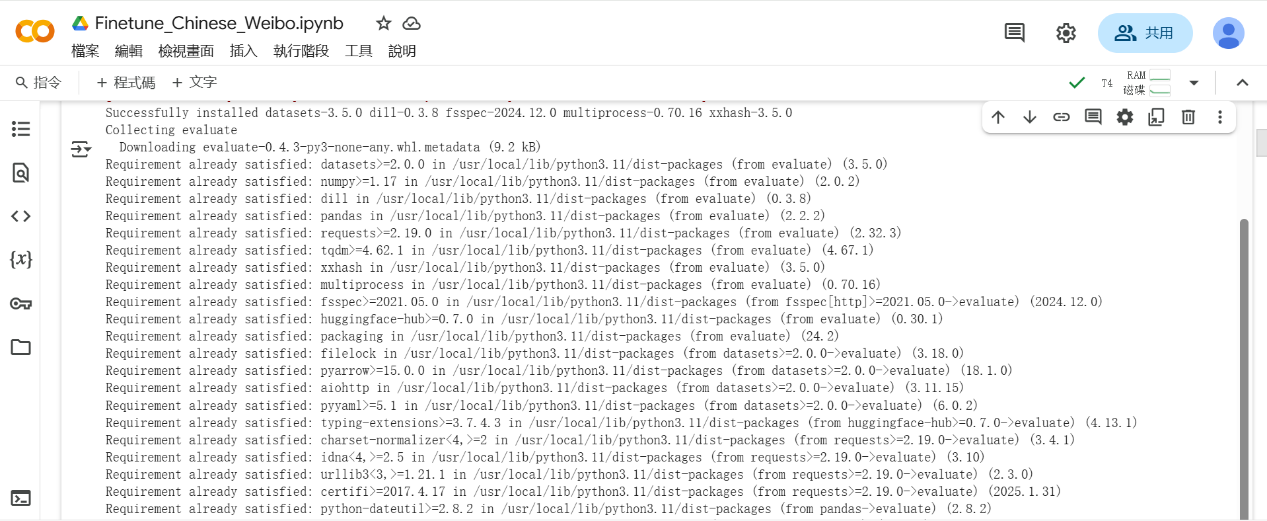 Finetune_Chinese_Weibo.ipynb
檔案 編輯 檢視畫面 插入 執行階段 工具 說明
共用
指令 + 程式碼 + 文字
T4 RAM 磁碟
Successfully installed datasets-3.5.0 dill-0.3.8 fsspec-2024.12.0 multiprocess-0.70.16 xxhash-3.5.0
Collecting evaluate
Downloading evaluate-0.4.3-py3-none-any.whl.metadata (9.2 kB)
Requirement already satisfied: datasets>=2.0.0 in /usr/local/lib/python3.11/dist-packages (from evaluate) (3.5.0)
Requirement already satisfied: numpy>=1.17 in /usr/local/lib/python3.11/dist-packages (from evaluate) (2.0.2)
Requirement already satisfied: dill in /usr/local/lib/python3.11/dist-packages (from evaluate) (0.3.8)
Requirement already satisfied: pandas in /usr/local/lib/python3.11/dist-packages (from evaluate) (2.2.2)
Requirement already satisfied: requests>=2.19.0 in /usr/local/lib/python3.11/dist-packages (from evaluate) (2.32.3)
Requirement already satisfied: tqdm>=4.62.1 in /usr/local/lib/python3.11/dist-packages (from evaluate) (4.67.1)
Requirement already satisfied: xxhash in /usr/local/lib/python3.11/dist-packages (from evaluate) (3.5.0)
Requirement already satisfied: multiprocess in /usr/local/lib/python3.11/dist-packages (from evaluate) (0.70.16)
Requirement already satisfied: fsspec>=2021.05.0 in /usr/local/lib/python3.11/dist-packages (from fsspec[http]>=2021.05.0->evaluate) (2024.12.0)
Requirement already satisfied: huggingface-hub>=0.7.0 in /usr/local/lib/python3.11/dist-packages (from evaluate) (0.30.1)
Requirement already satisfied: packaging in /usr/local/lib/python3.11/dist-packages (from evaluate) (24.2)
Requirement already satisfied: filelock in /usr/local/lib/python3.11/dist-packages (from datasets>=2.0.0->evaluate) (3.18.0)
Requirement already satisfied: pyarrow>=15.0.0 in /usr/local/lib/python3.11/dist-packages (from datasets>=2.0.0->evaluate) (18.1.0)
Requirement already satisfied: aiohttp in /usr/local/lib/python3.11/dist-packages (from datasets>=2.0.0->evaluate) (3.11.15)
Requirement already satisfied: pyyaml>=5.1 in /usr/local/lib/python3.11/dist-packages (from datasets>=2.0.0->evaluate) (6.0.2)
Requirement already satisfied: typing-extensions>=3.7.4.3 in /usr/local/lib/python3.11/dist-packages (from huggingface-hub>=0.7.0->evaluate) (4.13.1)
Requirement already satisfied: charset-normalizer<4,>=2 in /usr/local/lib/python3.11/dist-packages (from requests>=2.19.0->evaluate) (3.4.1)
Requirement already satisfied: idna<4,>=2.5 in /usr/local/lib/python3.11/dist-packages (from requests>=2.19.0->evaluate) (3.10)
Requirement already satisfied: urllib3<3,>=1.21.1 in /usr/local/lib/python3.11/dist-packages (from requests>=2.19.0->evaluate) (2.3.0)
Requirement already satisfied: certifi>=2017.4.17 in /usr/local/lib/python3.11/dist-packages (from requests>=2.19.0->evaluate) (2025.1.31)
Requirement already satisfied: python-dateutil>=2.8.2 in /usr/local/lib/python3.11/dist-packages (from pandas->evaluate) (2.8.2)